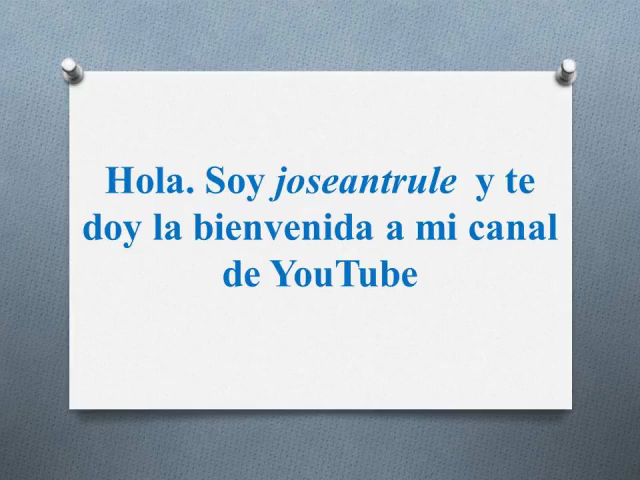 Hola. Soy joseantrule y te
doy la bienvenida a mi canal
de YouTube